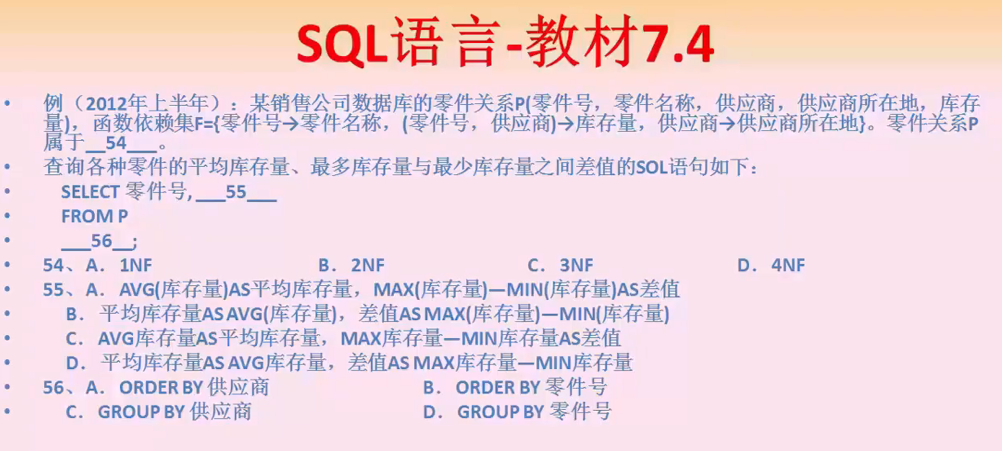 SQL语言-教材7.4
• 例（2012年上半年）：某销售公司数据库的零件关系P(零件号，零件名称，供应商，供应商所在地，库存
量)，函数依赖集F={零件号→零件名称，(零件号，供应商)→库存量，供应商→供应商所在地}。零件关系P
属于__54___。
• 查询各种零件的平均库存量、最多库存量与最少库存量之间差值的SOL语句如下：
• SELECT 零件号, ___55___
• FROM P
• ___56__;
• 54、A．1NF B．2NF C．3NF D．4NF
• 55、A．AVG(库存量)AS平均库存量，MAX(库存量)—MIN(库存量)AS差值
• B．平均库存量AS AVG(库存量)，差值AS MAX(库存量)—MIN(库存量)
• C．AVG库存量AS平均库存量，MAX库存量—MIN库存量AS差值
• D．平均库存量AS AVG库存量，差值AS MAX库存量—MIN库存量
• 56、A．ORDER BY 供应商 B．ORDER BY 零件号
• C．GROUP BY 供应商 D．GROUP BY 零件号